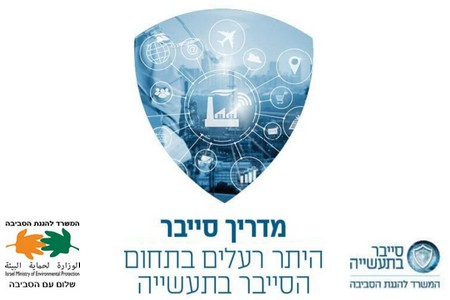 מדריך סייבר
היתר רעלים בתחום
הסייבר בתעשייה
המשרד להגנת הסביבה
الوزارة لحماية البيئة
Israel Ministry of Environmental Protection
שלום עם הסביבה
סייבר
בתעשייה
המשרד להגנת הסביבה